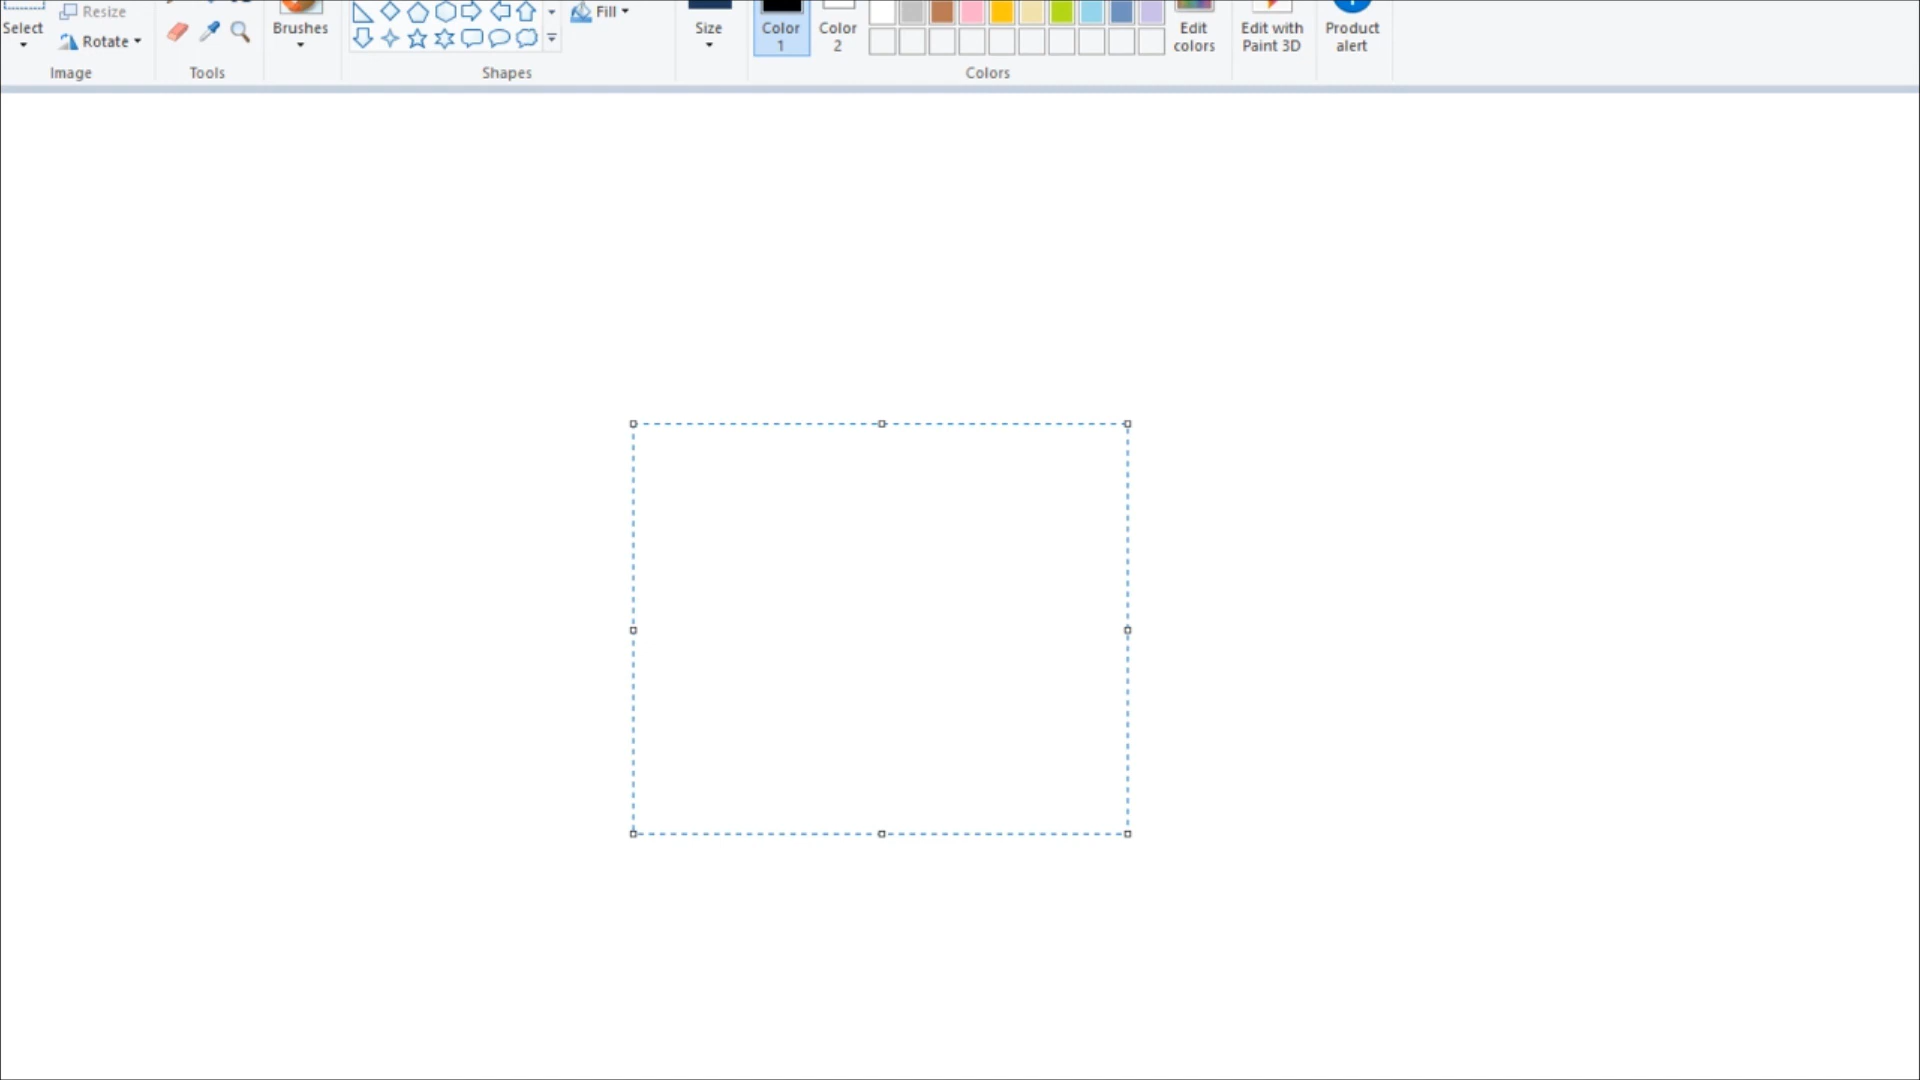 Select
Resize
Rotate
Image
Tools
Brushes
Shapes
Fill
Size
Color
1
Color
2
Colors
Edit
colors
Edit with
Paint 3D
Product
alert